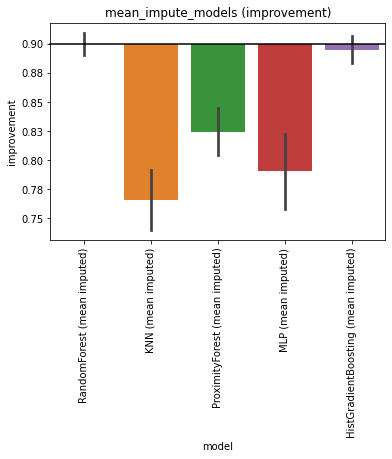 mean_impute_models (improvement)
improvement
0.90
0.88
0.85
0.83
0.80
0.78
0.75
RandomForest (mean imputed)
KNN (mean imputed)
ProximityForest (mean imputed)
MLP (mean imputed)
HistGradientBoosting (mean imputed)
model